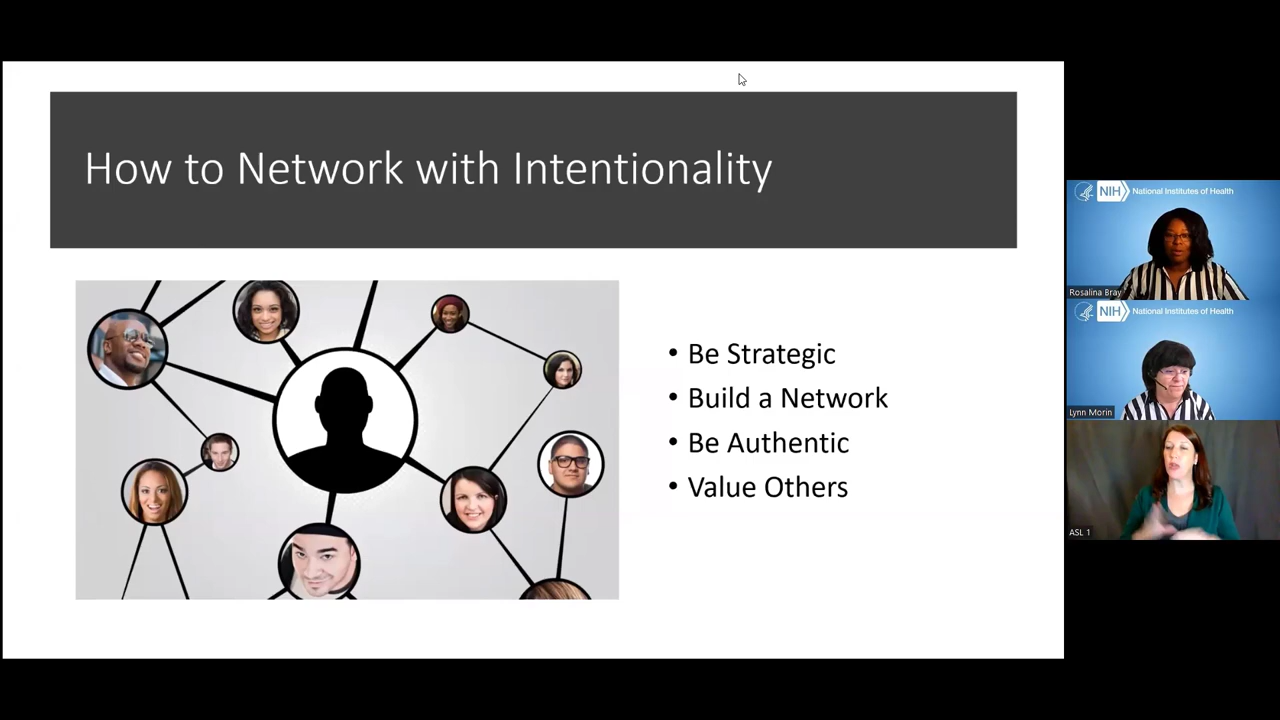 How to Network with Intentionality
• Be Strategic
• Build a Network
• Be Authentic
• Value Others
NIH National Institutes of Health
Rosalina Bray
NIH National Institutes of Health
Lynn Morin
ASL 1